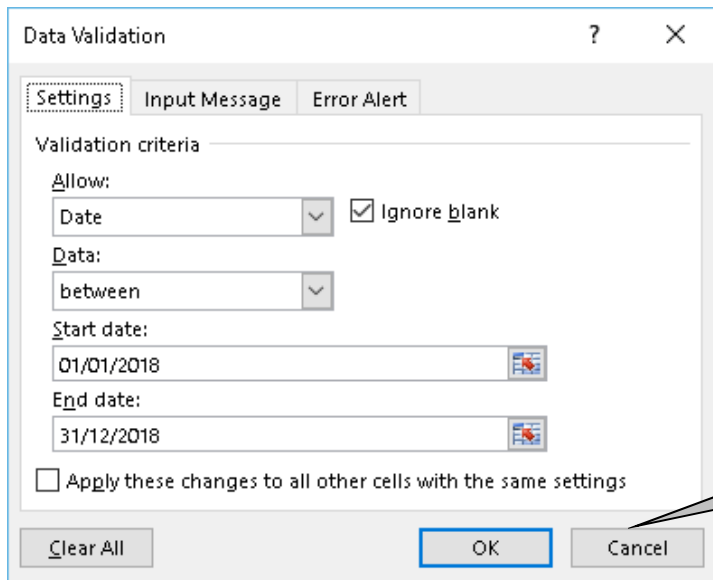 Data Validation ?
Settings Input Message Error Alert
Validation criteria
Allow:
Date Ignore blank
Data:
between
Start date:
01/01/2018
End date:
31/12/2018
Apply these changes to all other cells with the same settings
Clear All OK Cancel